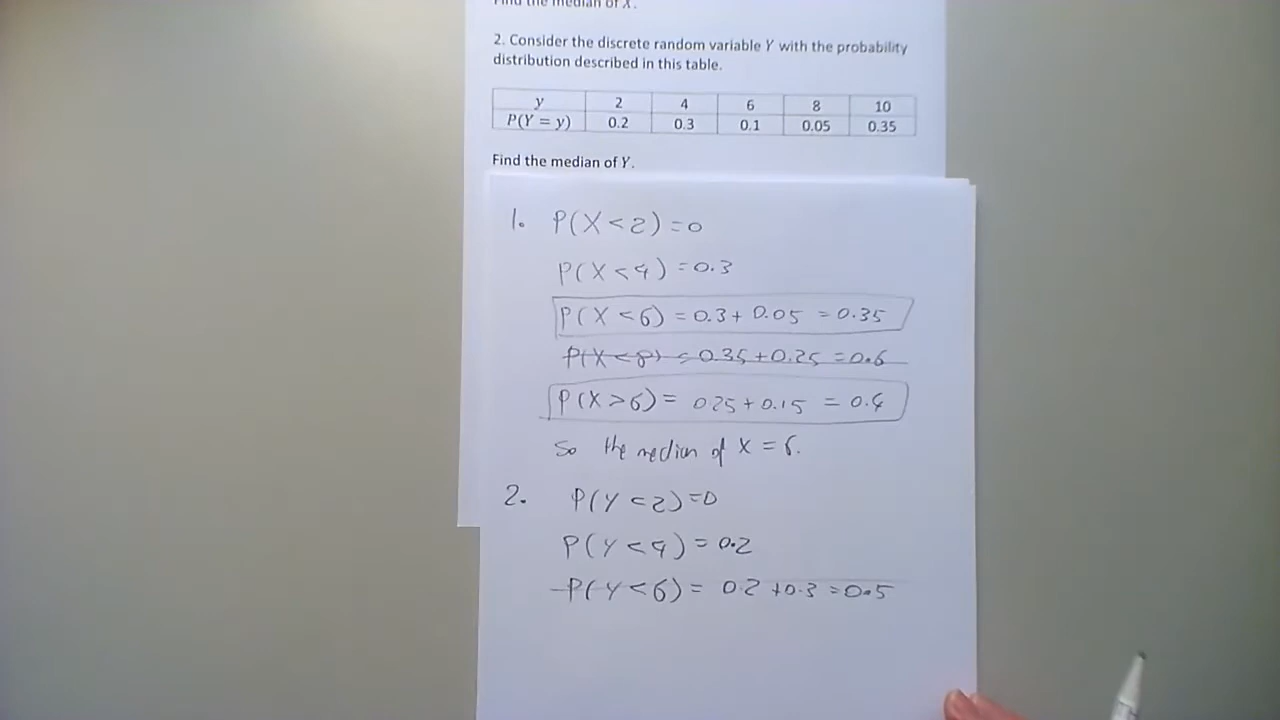 Find the median of X.
2. Consider the discrete random variable Y with the probability
distribution described in this table.
y 2 4 6 8 10
P(Y = y) 0.2 0.3 0.1 0.05 0.35
Find the median of Y.
1. P(X < 2) = 0
P(X < 4) = 0.3
P(X < 6) = 0.3 + 0.05 = 0.35
P(X < 8) = 0.35 + 0.25 = 0.6
P(X > 6) = 0.25 + 0.15 = 0.4
So the median of X = 6.
2. P(Y < 2) = 0
P(Y < 4) = 0.2
P(Y < 6) = 0.2 + 0.3 = 0.5